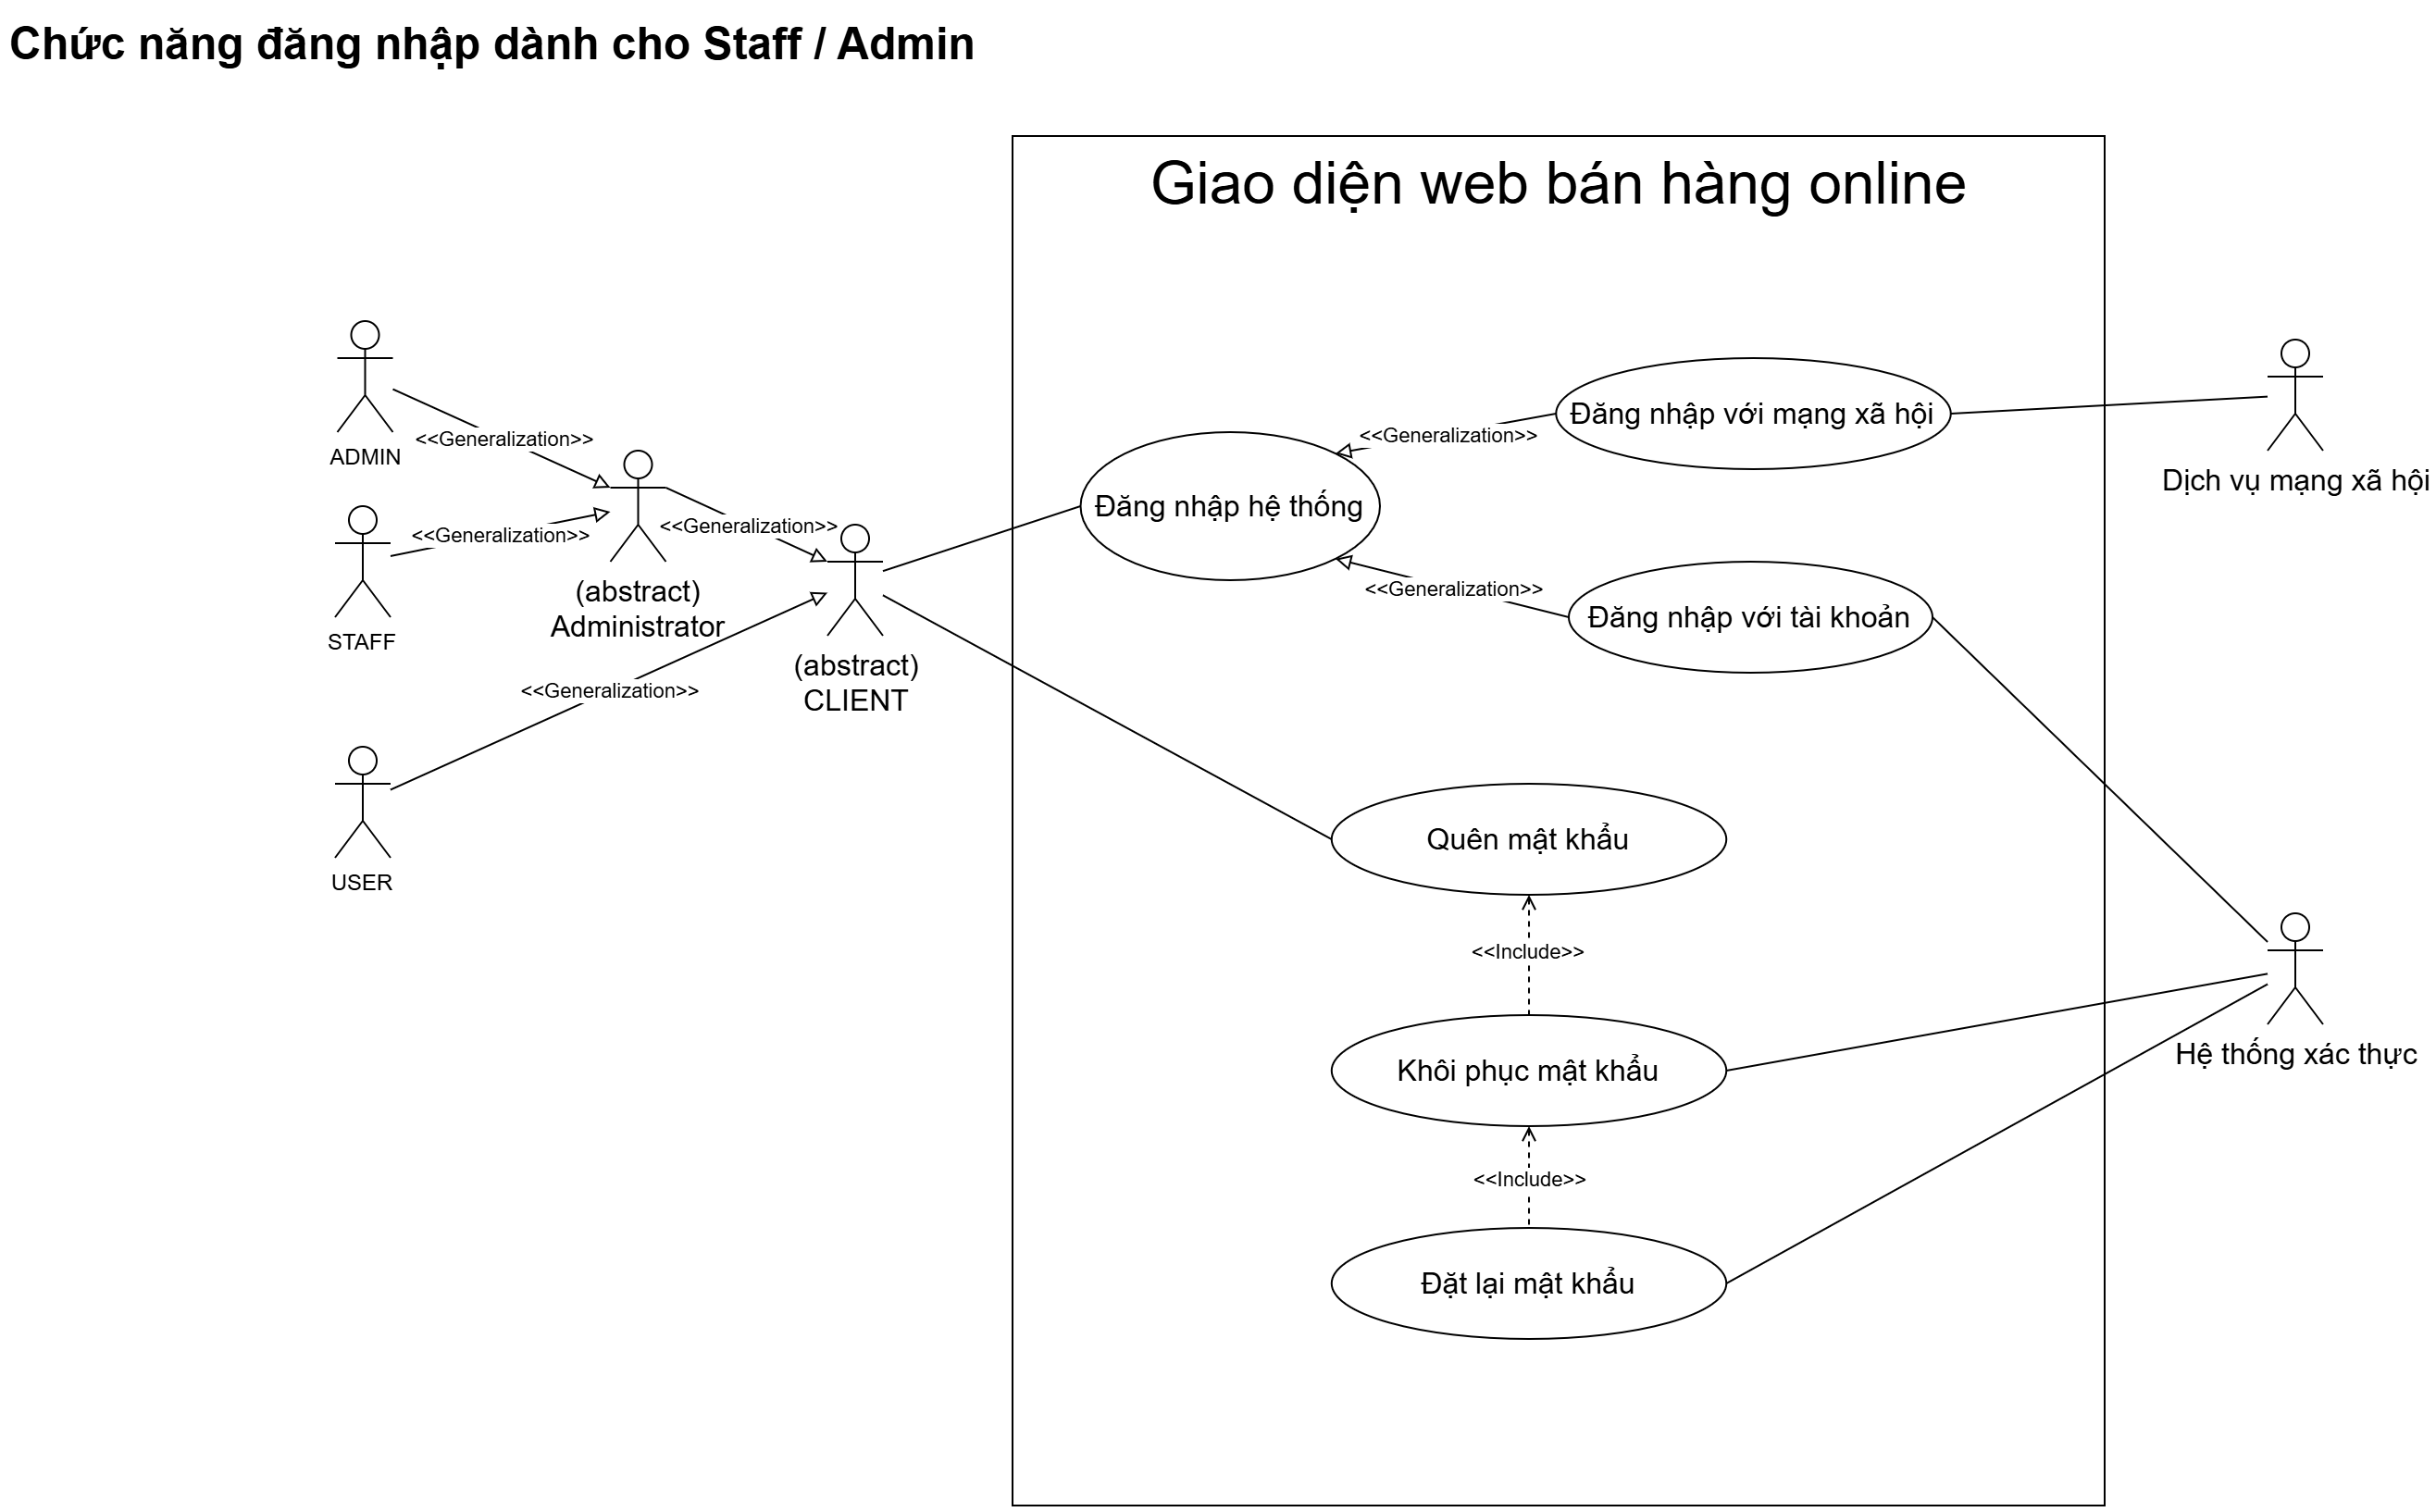 Chức năng đăng nhập dành cho Staff / Admin
Giao diện web bán hàng online
ADMIN
<<Generalization>>
STAFF
<<Generalization>>
(abstract)
Administrator
<<Generalization>>
(abstract)
CLIENT
<<Generalization>>
USER
Đăng nhập hệ thống
<<Generalization>>
Đăng nhập với mạng xã hội
<<Generalization>>
Đăng nhập với tài khoản
Quên mật khẩu
<<Include>>
Khôi phục mật khẩu
<<Include>>
Đặt lại mật khẩu
Dịch vụ mạng xã hội
Hệ thống xác thực